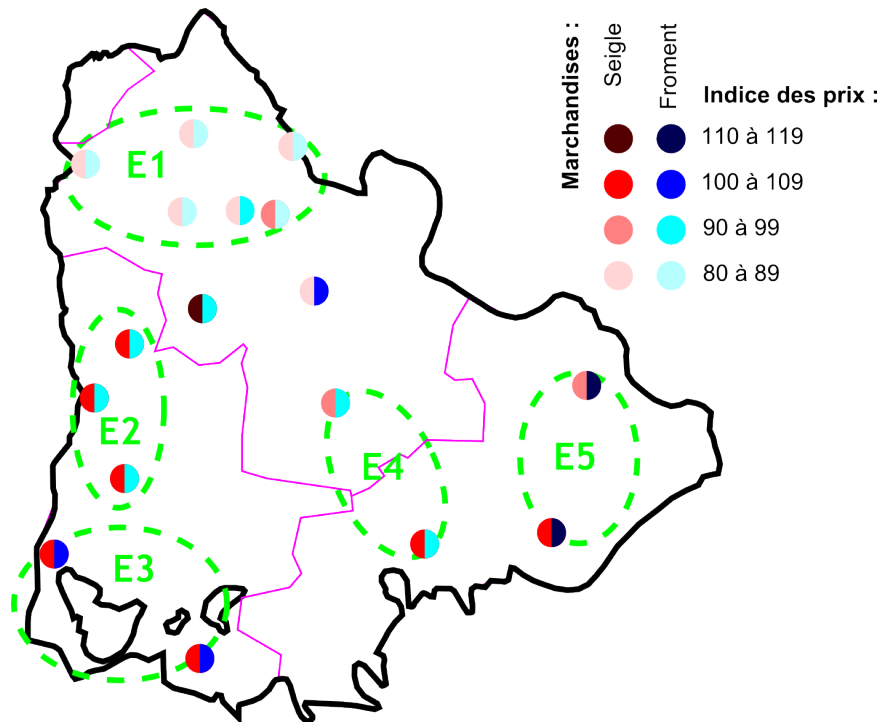 Marchandises :
Seigle
Froment
Indice des prix :
110 à 119
100 à 109
90 à 99
80 à 89
E1
E2
E3
E4
E5